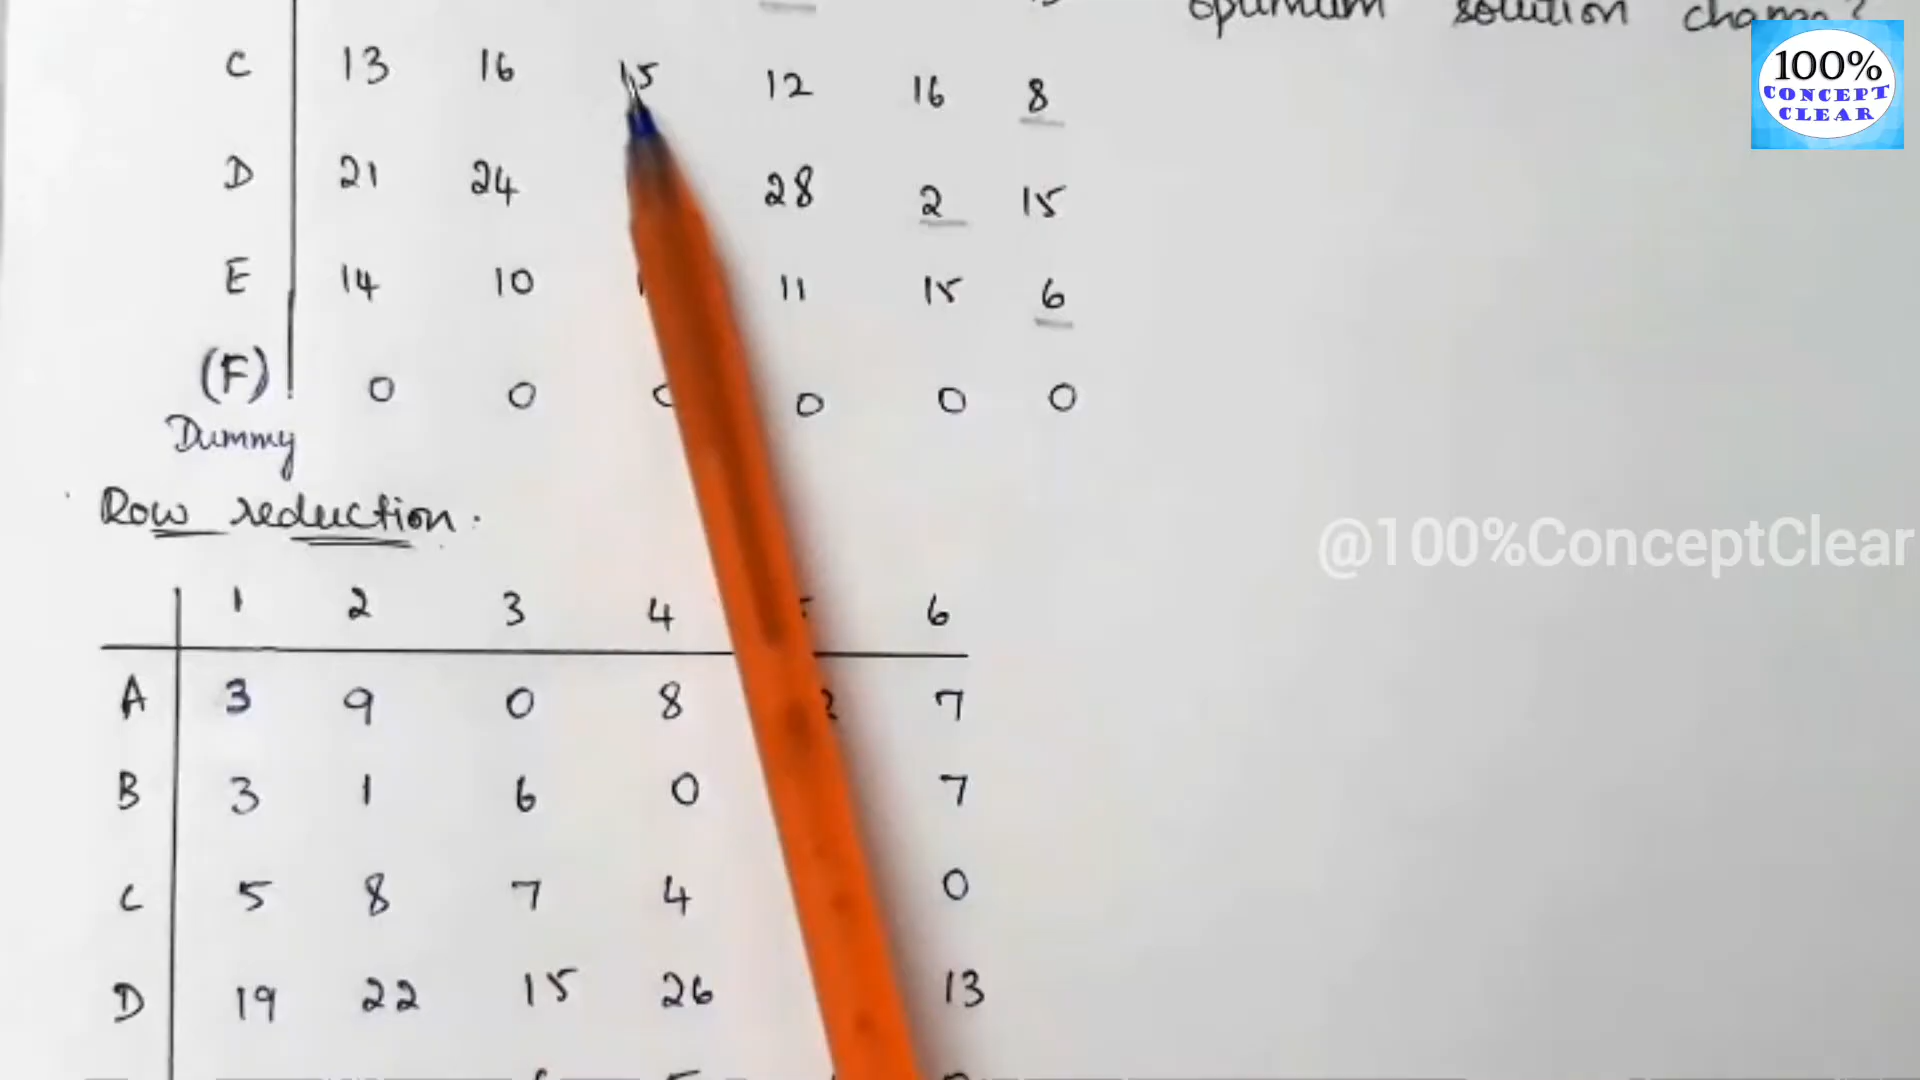 optimum solution change?
C 13 16 15 12 16 8
D 21 24 28 2 15
E 14 10 11 15 6
(F) 0 0 0 0 0
Dummy
Row reduction.
1 2 3 4 6
A 3 9 0 8 7
B 3 1 6 0 7
C 5 8 7 4 0
D 19 22 15 26 13
100%
CONCEPT
CLEAR
@100%ConceptClear